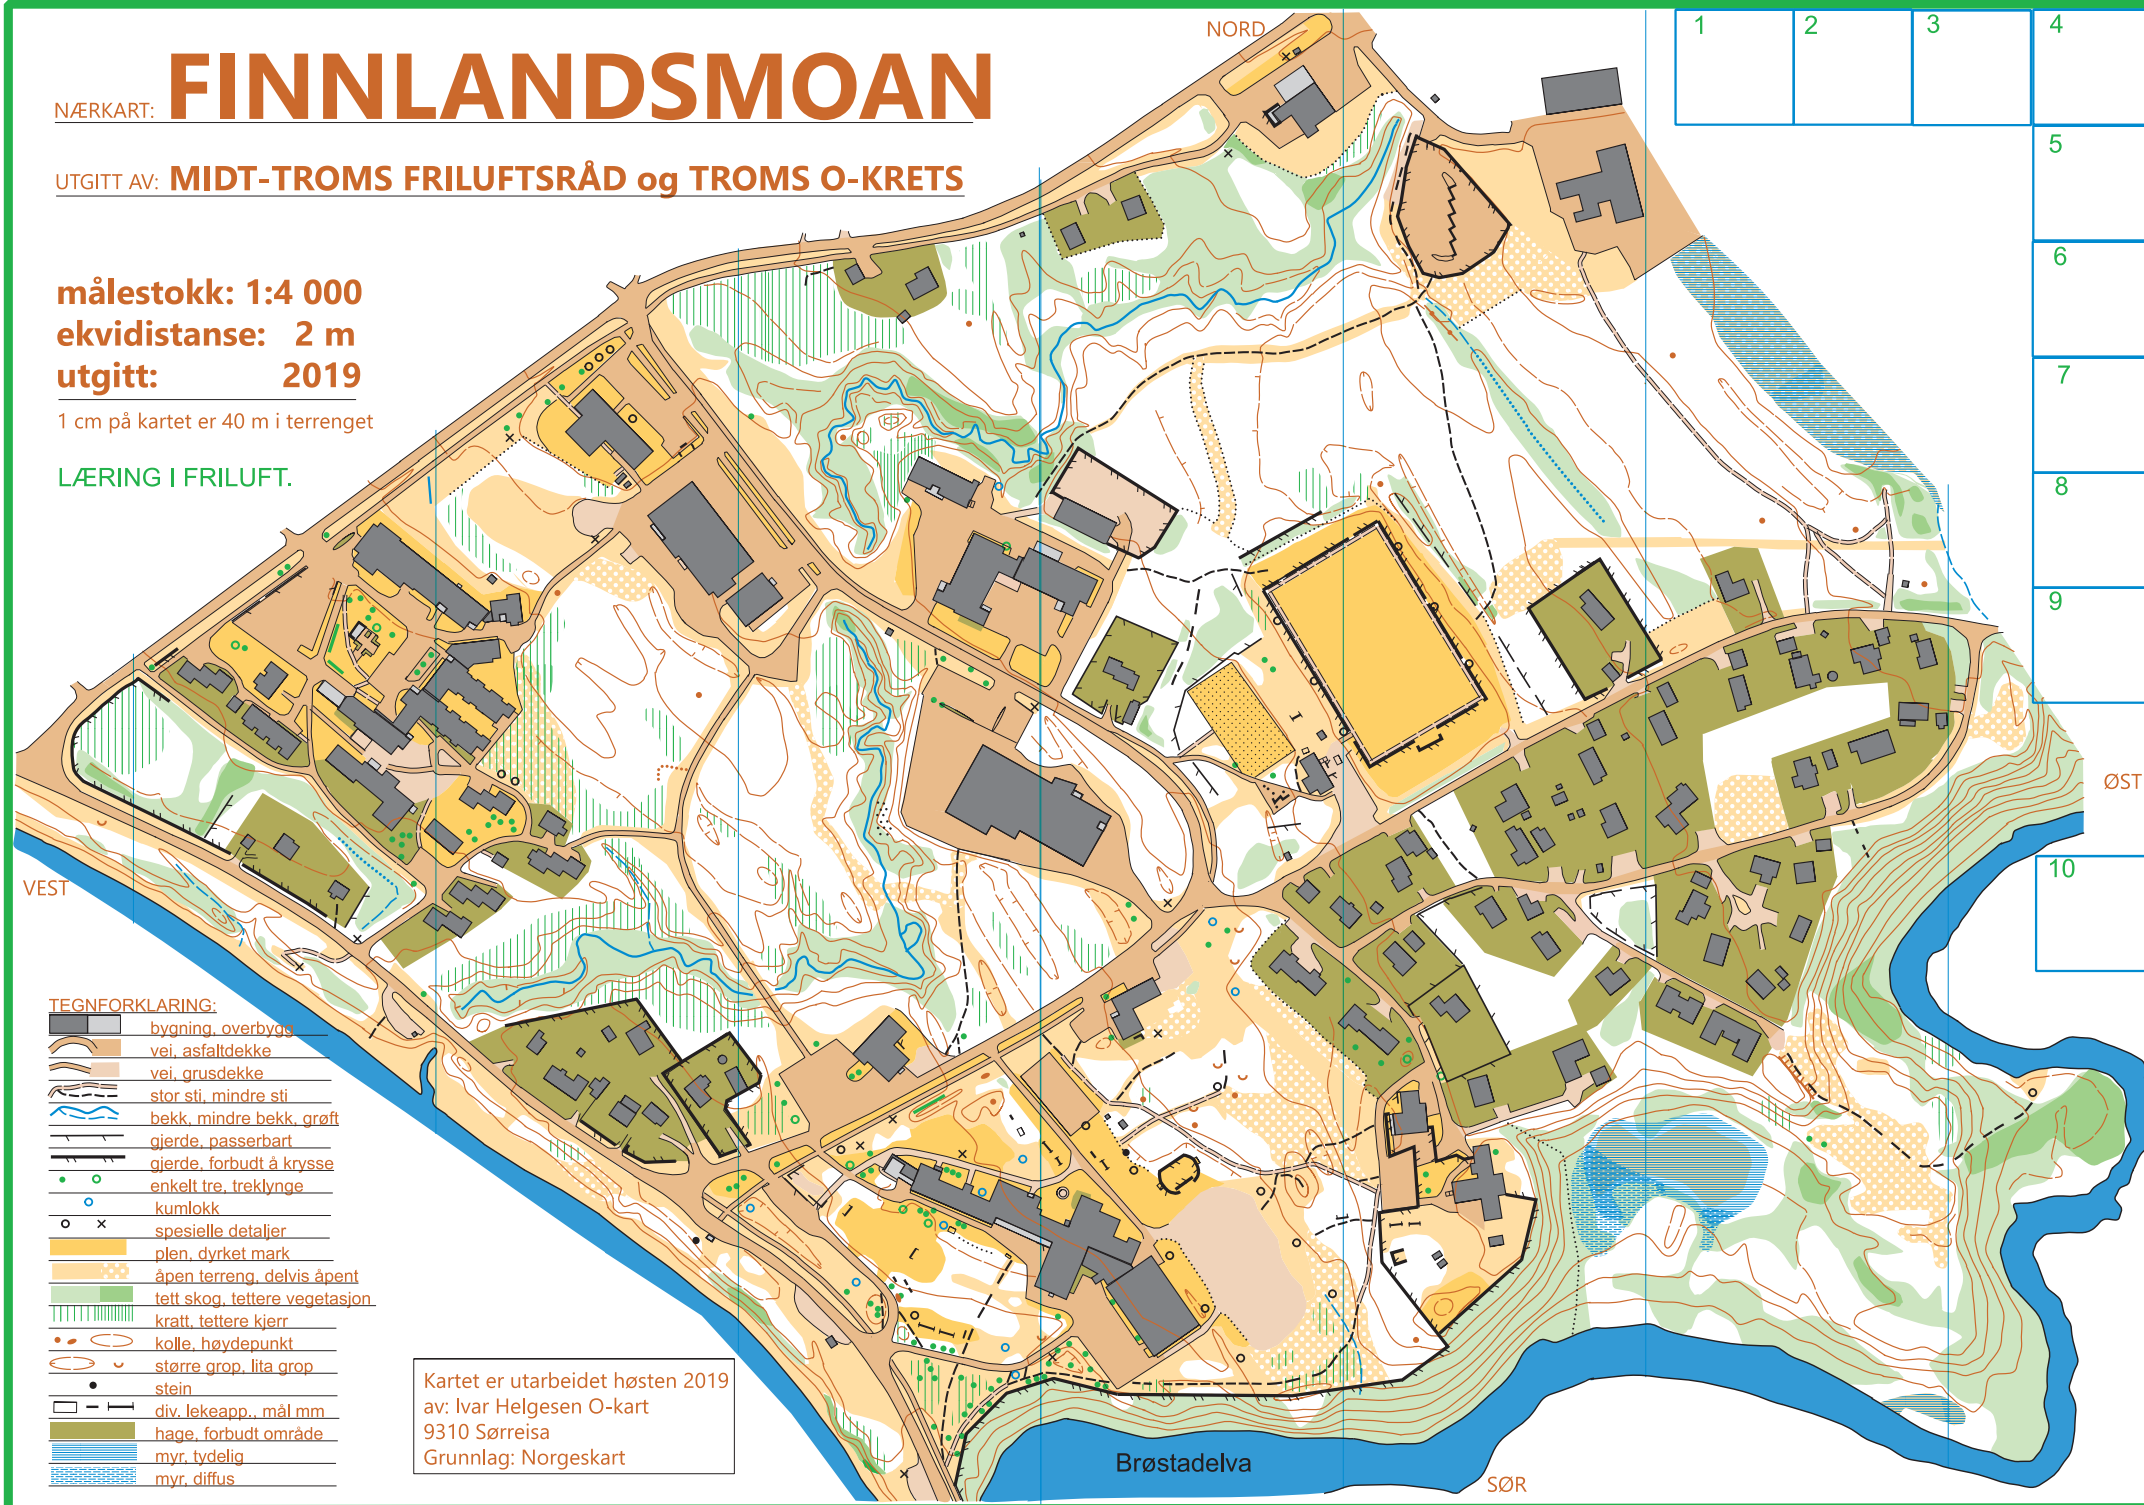 NÆRKART: FINNLANDSMOAN
UTGITT AV: MIDT-TROMS FRILUFTSRÅD og TROMS O-KRETS
målestokk: 1:4 000
ekvidistanse: 2 m
utgitt: 2019
1 cm på kartet er 40 m i terrenget
LÆRING I FRILUFT.
NORD
1
2
3
4
5
6
7
8
9
10
ØST
VEST
TEGNFORKLARING:
bygning, overbygg
vei, asfaltdekke
vei, grusdekke
stor sti, mindre sti
bekk, mindre bekk, grøft
gjerde, passerbart
gjerde, forbudt å krysse
enkelt tre, treklynge
kumlokk
spesielle detaljer
plen, dyrket mark
åpen terreng, delvis åpent
tett skog, tettere vegetasjon
kratt, tettere kjerr
kolle, høydepunkt
større grop, lita grop
stein
div. lekeapp., mål mm
hage, forbudt område
myr, tydelig
myr, diffus
Kartet er utarbeidet høsten 2019
av: Ivar Helgesen O-kart
9310 Sørreisa
Grunnlag: Norgeskart
Brøstadelva
SØR